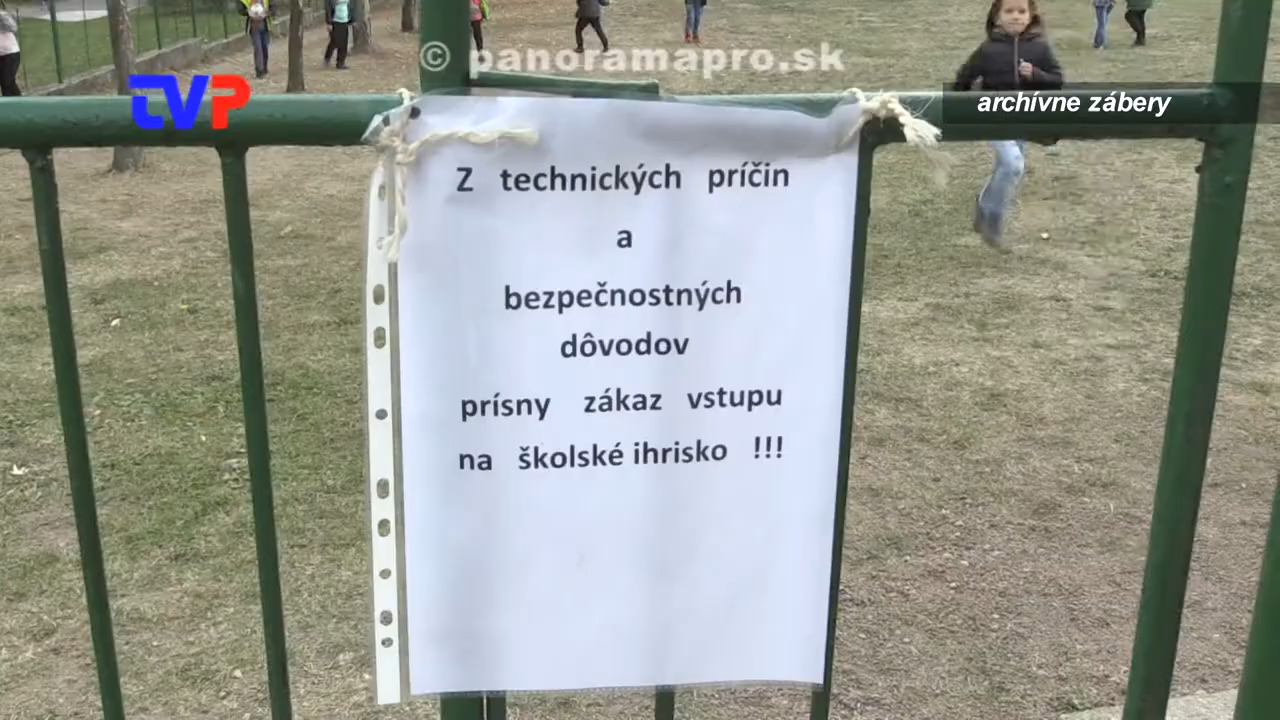 © panoramapro.sk
TVP
archívne zábery
Z technických príčin
a
bezpečnostných
dôvodov
prísny zákaz vstupu
na školské ihrisko !!!